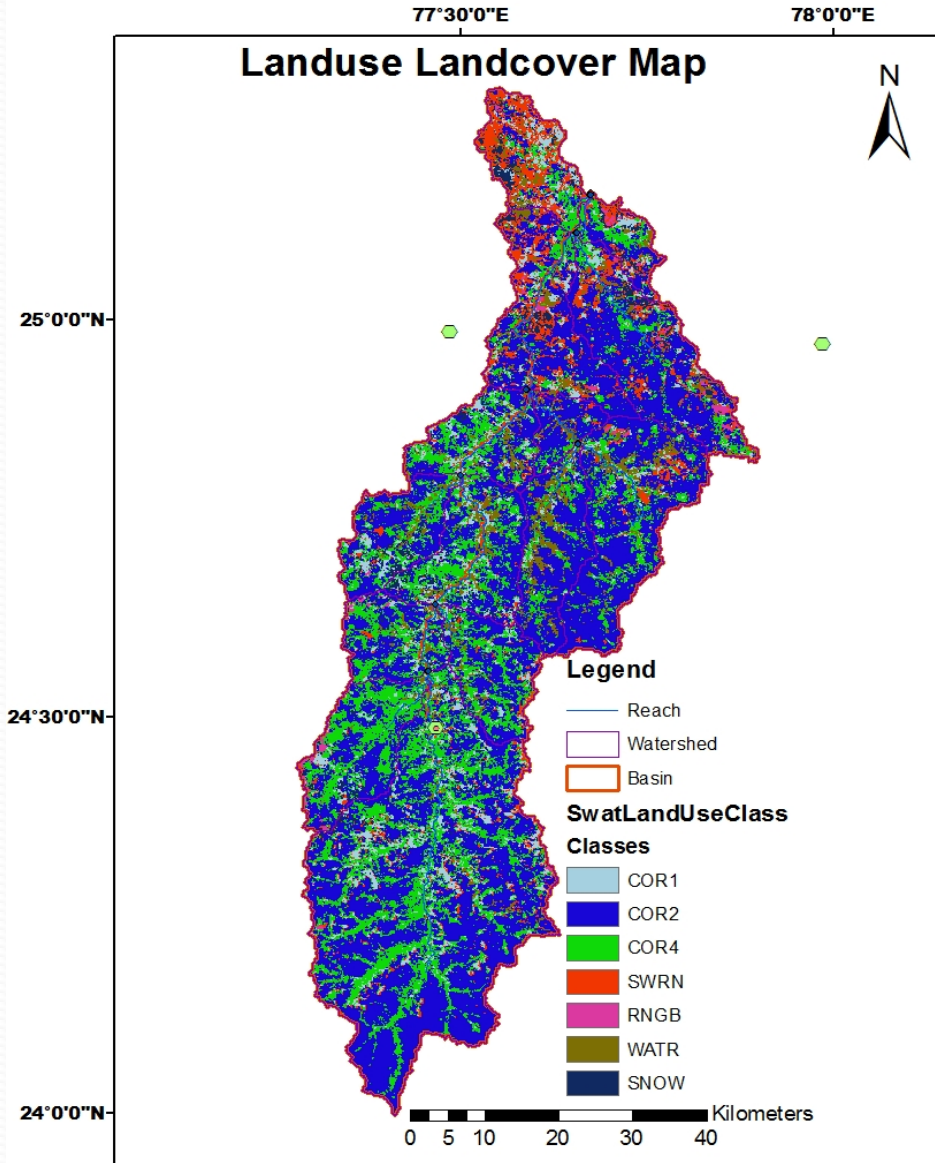 77°30'0"E 78°0'0"E
Landuse Landcover Map
N
25°0'0"N
24°30'0"N
Legend
Reach
Watershed
Basin
SwatLandUseClass
Classes
COR1
COR2
COR4
SWRN
RNGB
WATR
SNOW
24°0'0"N
Kilometers
0 5 10 20 30 40